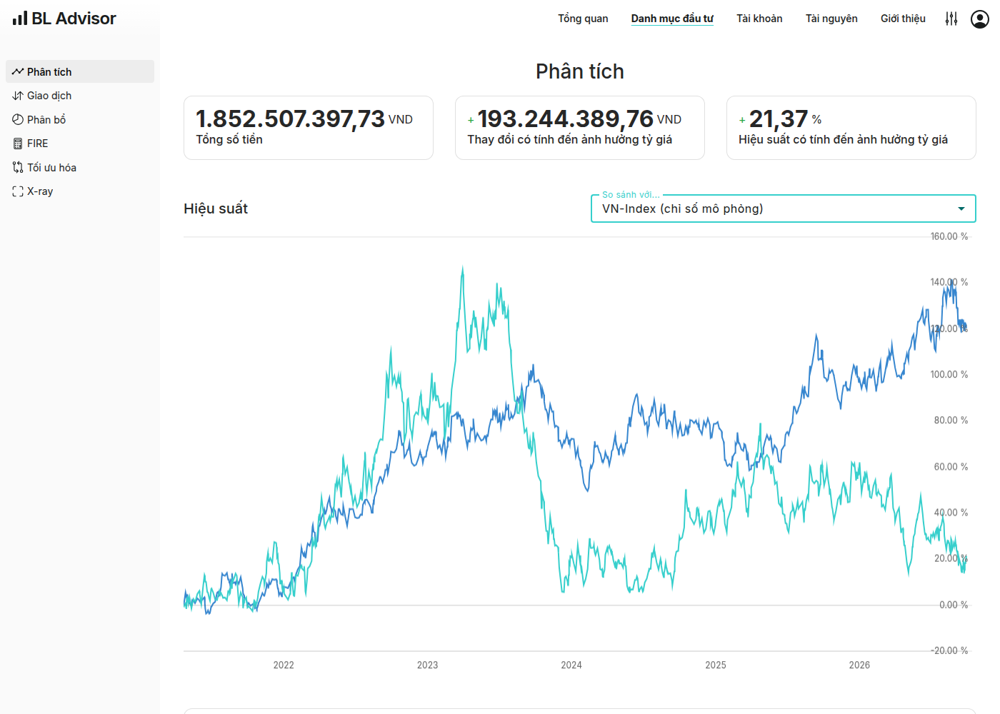 BL Advisor
Tổng quan
Danh mục đầu tư
Tài khoản
Tài nguyên
Giới thiệu
Phân tích
Giao dịch
Phân bổ
FIRE
Tối ưu hóa
X-ray
Phân tích
1.852.507.397,73 VND
Tổng số tiền
+ 193.244.389,76 VND
Thay đổi có tính đến ảnh hưởng tỷ giá
+ 21,37 %
Hiệu suất có tính đến ảnh hưởng tỷ giá
Hiệu suất
So sánh với...
VN-Index (chỉ số mô phỏng)
160.00 %
140.00 %
120.00 %
100.00 %
80.00 %
60.00 %
40.00 %
20.00 %
0.00 %
-20.00 %
2022
2023
2024
2025
2026